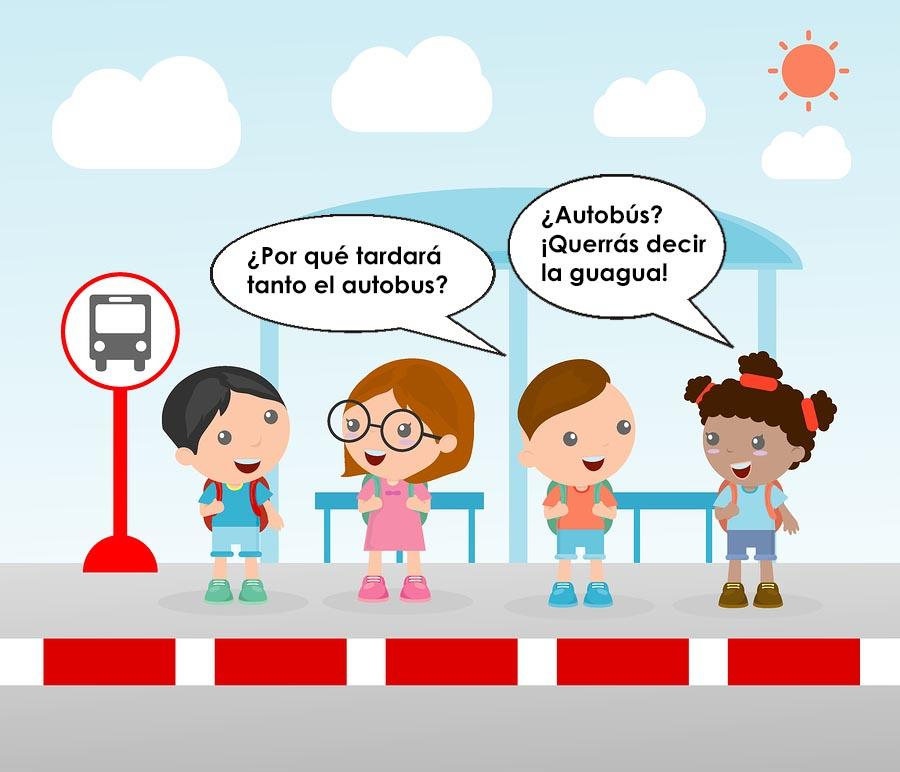 ¿Por qué tardará
tanto el autobus?
¿Autobús?
¡Querrás decir
la guagua!